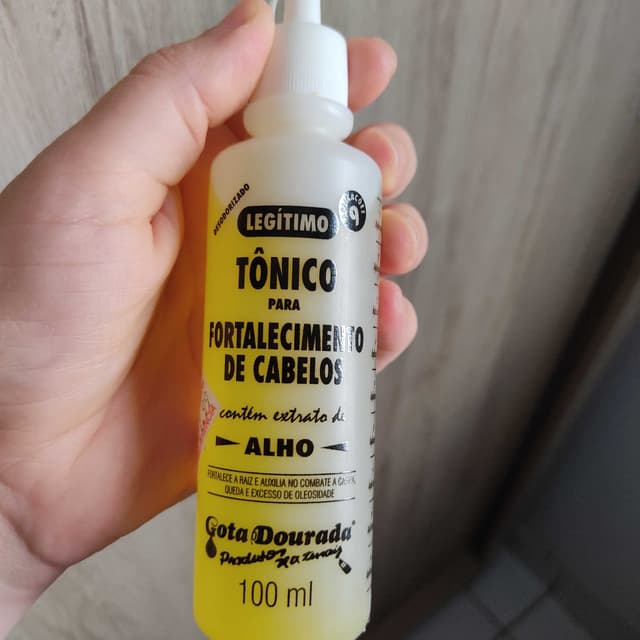 DESODORIZADO
LEGÍTIMO
TÔNICO
PARA
FORTALECIMENTO
DE CABELOS
contém extrato de
ALHO
FORTALECE A RAIZ E AUXILIA NO COMBATE A CASPA,
QUEDA E EXCESSO DE OLEOSIDADE
Gota Dourada®
Produtos
100 ml